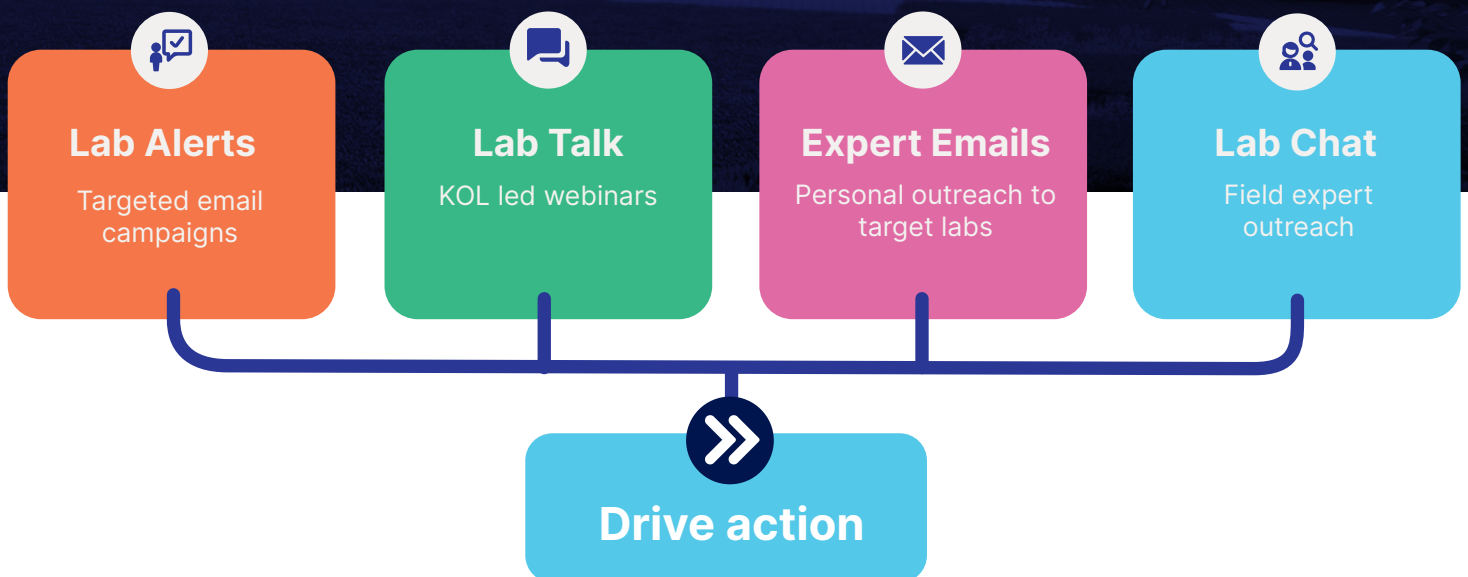 Lab Alerts
Targeted email
campaigns
Lab Talk
KOL led webinars
Expert Emails
Personal outreach to
target labs
Lab Chat
Field expert
outreach
Drive action